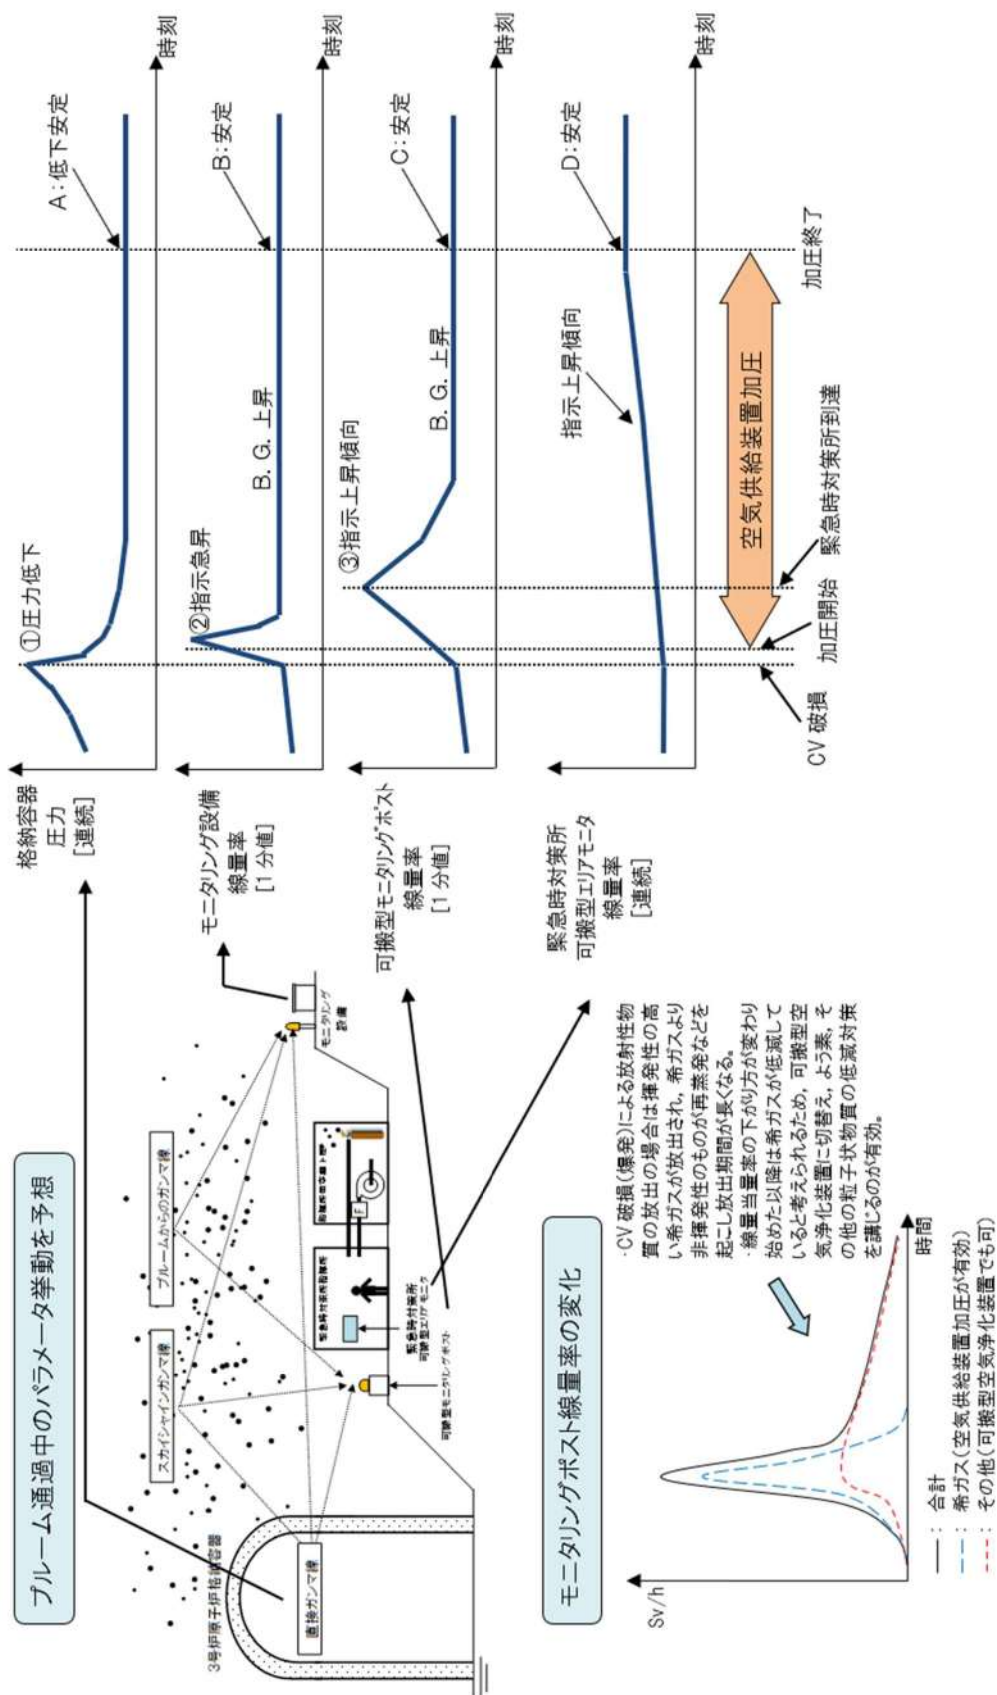 プルーム通過中のパラメータ挙動を予想
3号炉原子炉格納容器
スカイシャインガンマ線
プルームからのガンマ線
直接ガンマ線
緊急時対策所指揮所
F
モニタリング
設備
緊急時対策所
可搬型エリアモニタ
可搬型モニタリングポスト
格納容器
圧力
[連続]
①圧力低下
A:低下安定
時刻
モニタリング設備
線量率
[1分値]
②指示急昇
B.G.上昇
B:安定
時刻
可搬型モニタリングポスト
線量率
[1分値]
③指示上昇傾向
B.G.上昇
C:安定
時刻
緊急時対策所
可搬型エリアモニタ
線量率
[連続]
指示上昇傾向
D:安定
時刻
空気供給装置加圧
CV破損
加圧開始
緊急時対策所到達
加圧終了
モニタリングポスト線量率の変化
Sv/h
時間
―:合計
― ―:希ガス(空気供給装置加圧が有効)
- - -:その他(可搬型空気浄化装置でも可)
・CV破損(爆発)による放射性物
質の放出の場合は揮発性の高
い希ガスが放出され,希ガスより
非揮発性のものが再蒸発などを
起こし放出期間が長くなる。
・線量当量率の下がり方が変わり
始めた以降は希ガスが低減して
いると考えられるため,可搬型空
気浄化装置に切替え,よう素,そ
の他の粒子状物質の低減対策
を講じるのが有効。